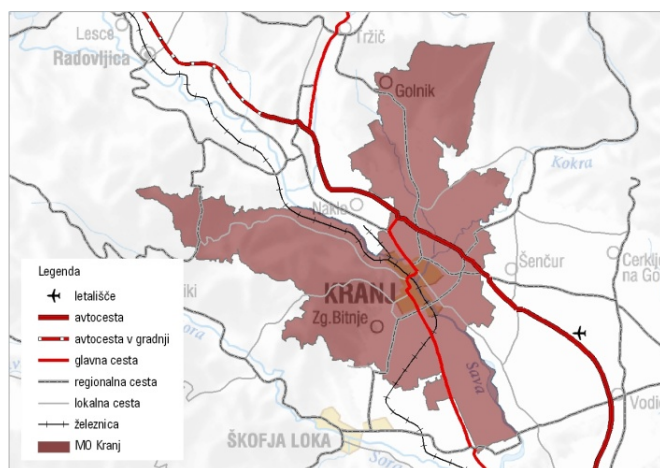 Lesce
Radovljica
Tržič
Golnik
Kokra
Naklo
Šenčur
Cerklje
na Go
KRANJ
Zg.Bitnje
Sava
Vodic
ŠKOFJA LOKA
Sora
Legenda
letališče
avtocesta
avtocesta v gradnji
glavna cesta
regionalna cesta
lokalna cesta
železnica
MO Kranj